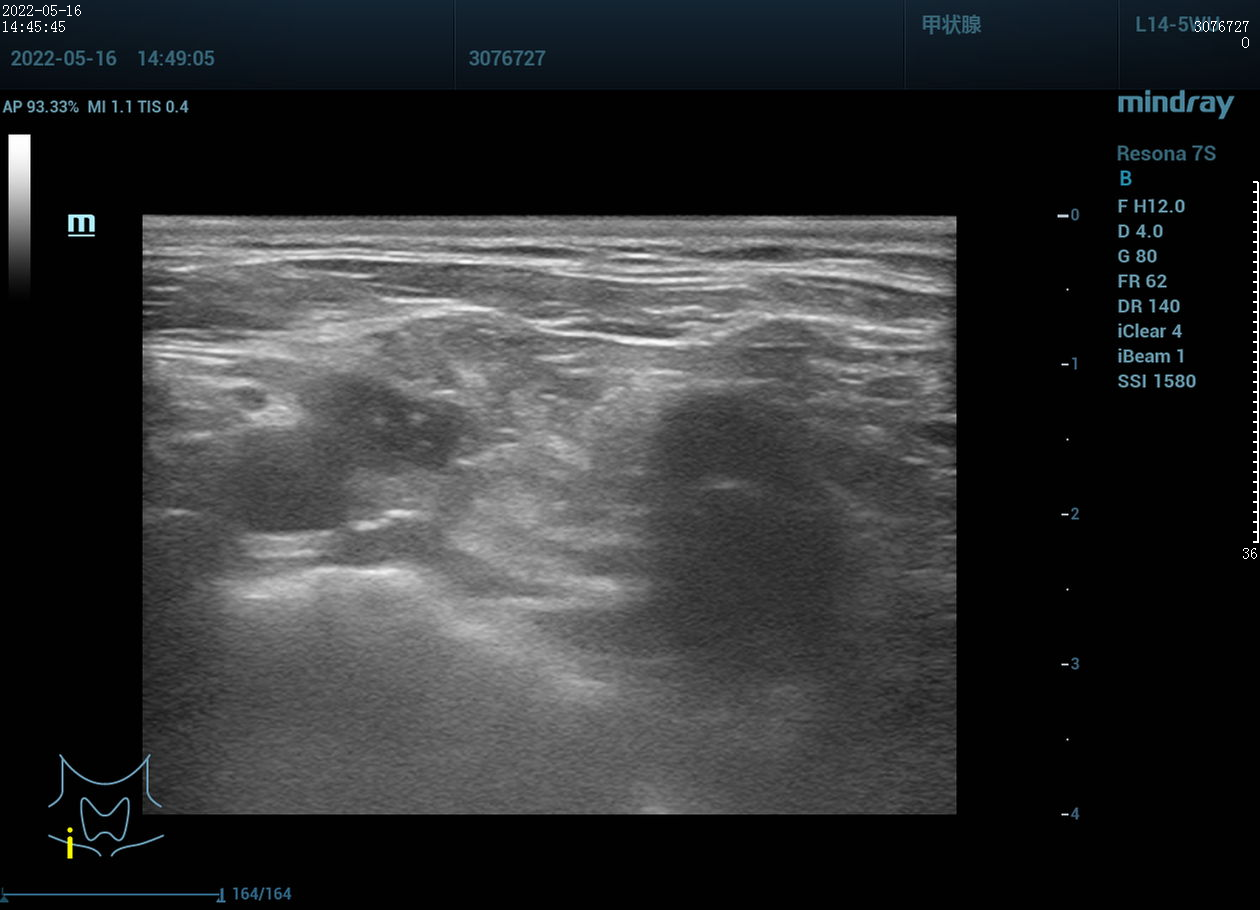 2022-05-16
14:45:45
2022-05-16 14:49:05
3076727
甲状腺
3076727
0
AP 93.33% MI 1.1 TIS 0.4
mindray
Resona 7S
B
F H12.0
D 4.0
G 80
FR 62
DR 140
iClear 4
iBeam 1
SSI 1580
m
0
1
2
3
4
36
i
164/164